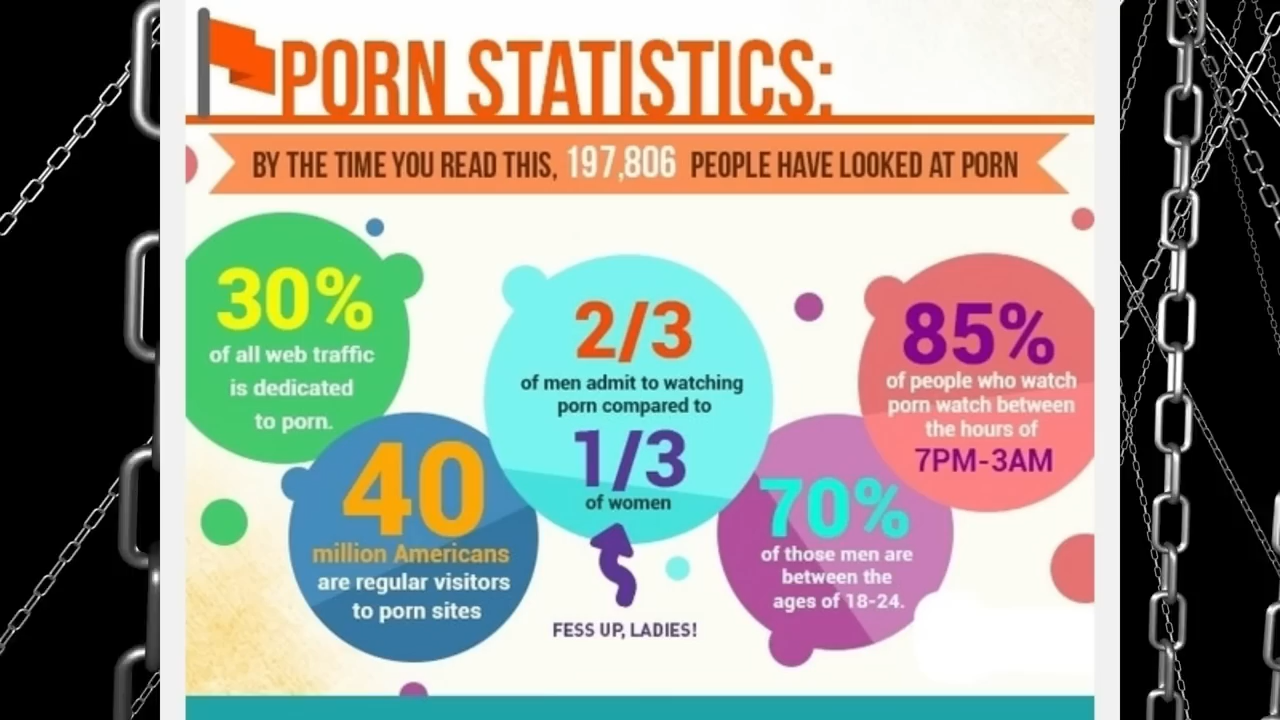 PORN STATISTICS:
BY THE TIME YOU READ THIS, 197,806 PEOPLE HAVE LOOKED AT PORN
30%
of all web traffic
is dedicated
to porn.
40
million Americans
are regular visitors
to porn sites
2/3
of men admit to watching
porn compared to
1/3
of women
FESS UP, LADIES!
70%
of those men are
between the
ages of 18-24.
85%
of people who watch
porn watch between
the hours of
7PM-3AM